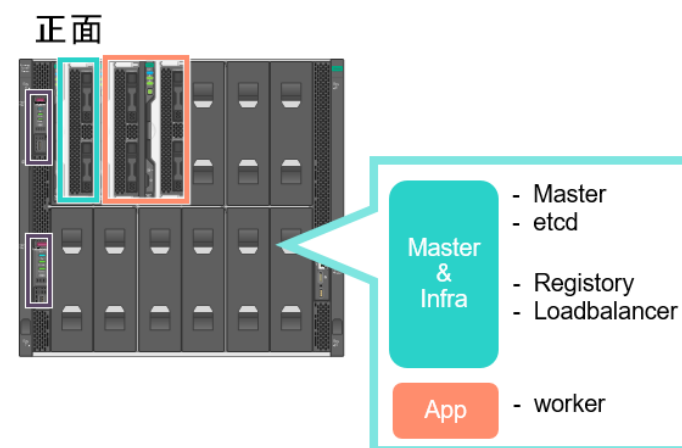 正面
Master
&
Infra
- Master
- etcd
- Registory
- Loadbalancer
App
- worker